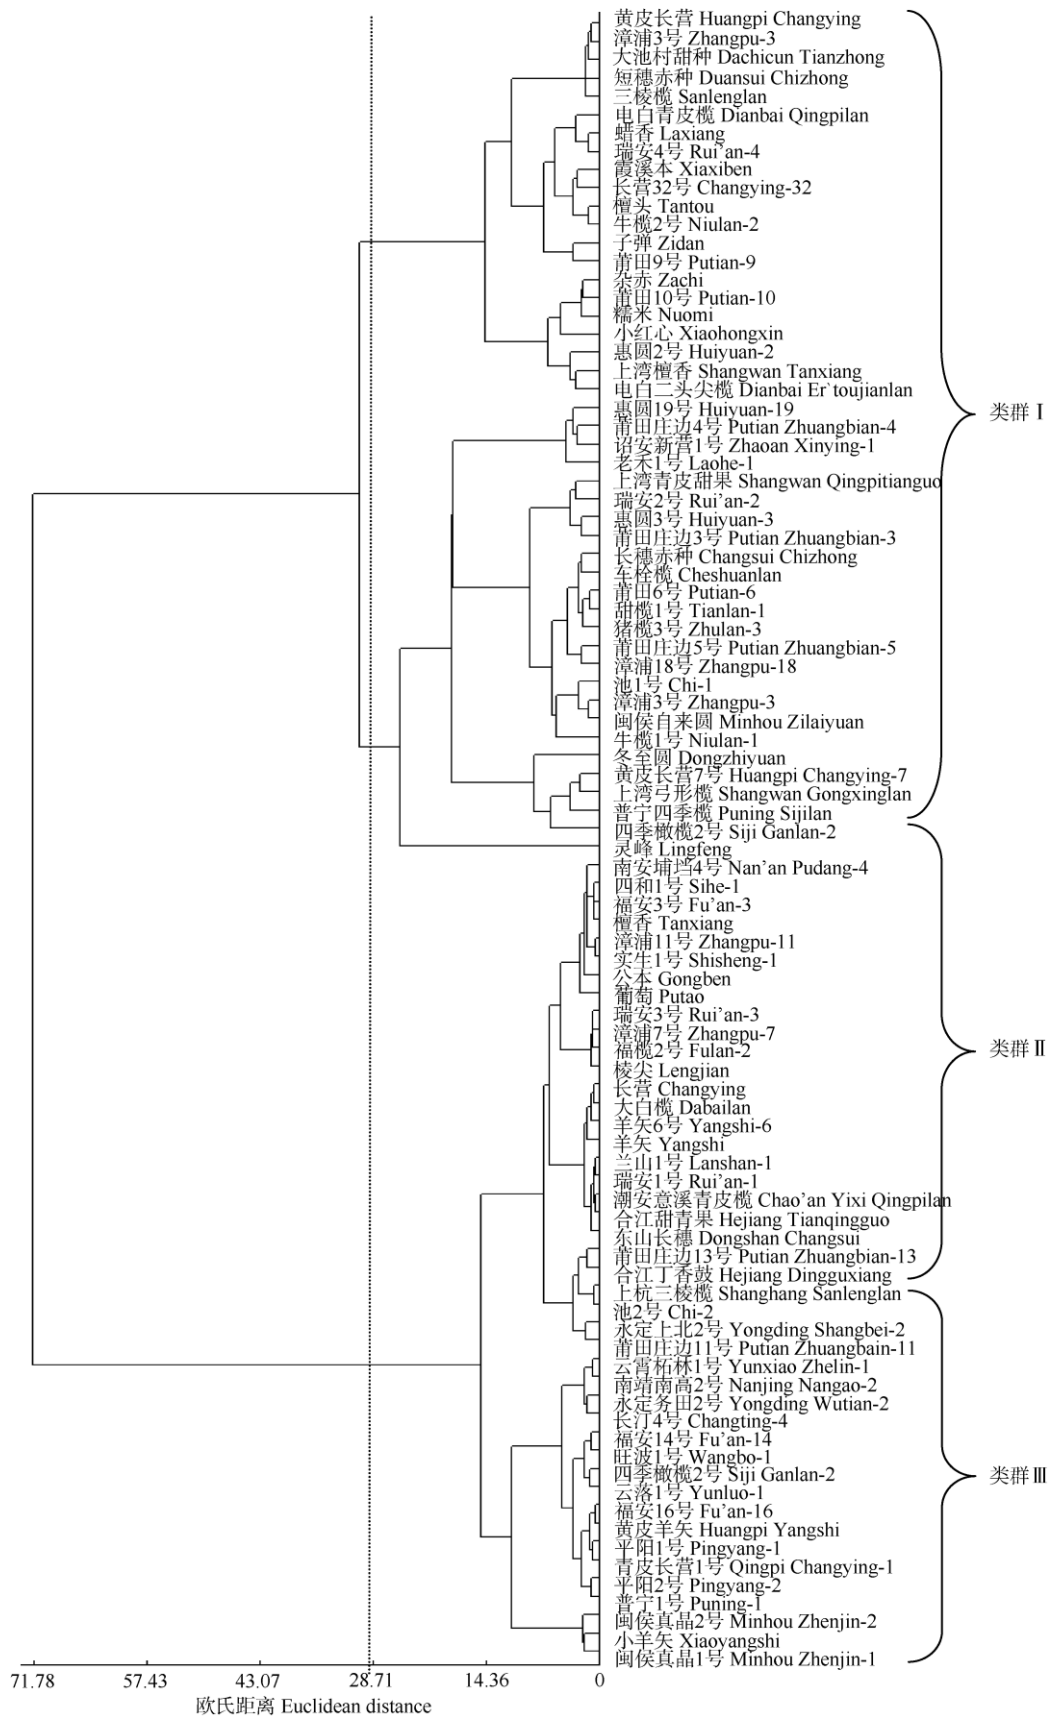 黄皮长营 Huangpi Changying
漳浦3号 Zhangpu-3
大池村甜种 Dachicun Tianzhong
短穗赤种 Duansui Chizhong
三棱榄 Sanlenglan
电白青皮榄 Dianbai Qingpilan
蜡香 Laxiang
瑞安4号 Rui'an-4
霞溪本 Xiaxiben
长营32号 Changying-32
檀头 Tantou
牛榄2号 Niulan-2
子弹 Zidan
莆田9号 Putian-9
杂赤 Zachi
莆田10号 Putian-10
糯米 Nuomi
小红心 Xiaohongxin
惠圆2号 Huiyuan-2
上湾檀香 Shangwan Tanxiang
电白二头尖榄 Dianbai Er`toujianlan
惠圆19号 Huiyuan-19
类群 Ⅰ
莆田庄边4号 Putian Zhuangbian-4
诏安新营1号 Zhaoan Xinying-1
老禾1号 Laohe-1
上湾青皮甜果 Shangwan Qingpitianguo
瑞安2号 Rui'an-2
惠圆3号 Huiyuan-3
莆田庄边3号 Putian Zhuangbian-3
长穗赤种 Changsui Chizhong
车栓榄 Cheshuanlan
莆田6号 Putian-6
甜榄1号 Tianlan-1
猪榄3号 Zhulan-3
莆田庄边5号 Putian Zhuangbian-5
漳浦18号 Zhangpu-18
池1号 Chi-1
漳浦3号 Zhangpu-3
闽侯自来圆 Minhou Zilaiyuan
牛榄1号 Niulan-1
冬至圆 Dongzhiyuan
黄皮长营7号 Huangpi Changying-7
上湾弓形榄 Shangwan Gongxinglan
普宁四季榄 Puning Sijilan
四季橄榄2号 Siji Ganlan-2
灵峰 Lingfeng
南安埔垱4号 Nan'an Pudang-4
四和1号 Sihe-1
福安3号 Fu'an-3
檀香 Tanxiang
漳浦11号 Zhangpu-11
实生1号 Shisheng-1
公本 Gongben
葡萄 Putao
瑞安3号 Rui'an-3
漳浦7号 Zhangpu-7
福榄2号 Fulan-2
类群 Ⅱ
棱尖 Lengjian
长营 Changying
大白榄 Dabailan
羊矢6号 Yangshi-6
羊矢 Yangshi
兰山1号 Lanshan-1
瑞安1号 Rui'an-1
潮安意溪青皮榄 Chao'an Yixi Qingpilan
合江甜青果 Hejiang Tianqingguo
东山长穗 Dongshan Changsui
莆田庄边13号 Putian Zhuangbian-13
合江丁香鼓 Hejiang Dingguxiang
上杭三棱榄 Shanghang Sanlenglan
池2号 Chi-2
永定上北2号 Yongding Shangbei-2
莆田庄边11号 Putian Zhuangbain-11
云霄柘林1号 Yunxiao Zhelin-1
南靖南高2号 Nanjing Nangao-2
永定务田2号 Yongding Wutian-2
长汀4号 Changting-4
福安14号 Fu'an-14
旺波1号 Wangbo-1
四季橄榄2号 Siji Ganlan-2
类群 Ⅲ
云落1号 Yunluo-1
福安16号 Fu'an-16
黄皮羊矢 Huangpi Yangshi
平阳1号 Pingyang-1
青皮长营1号 Qingpi Changying-1
平阳2号 Pingyang-2
普宁1号 Puning-1
闽侯真晶2号 Minhou Zhenjin-2
小羊矢 Xiaoyangshi
闽侯真晶1号 Minhou Zhenjin-1
71.78 57.43 43.07 28.71 14.36 0
欧氏距离 Euclidean distance